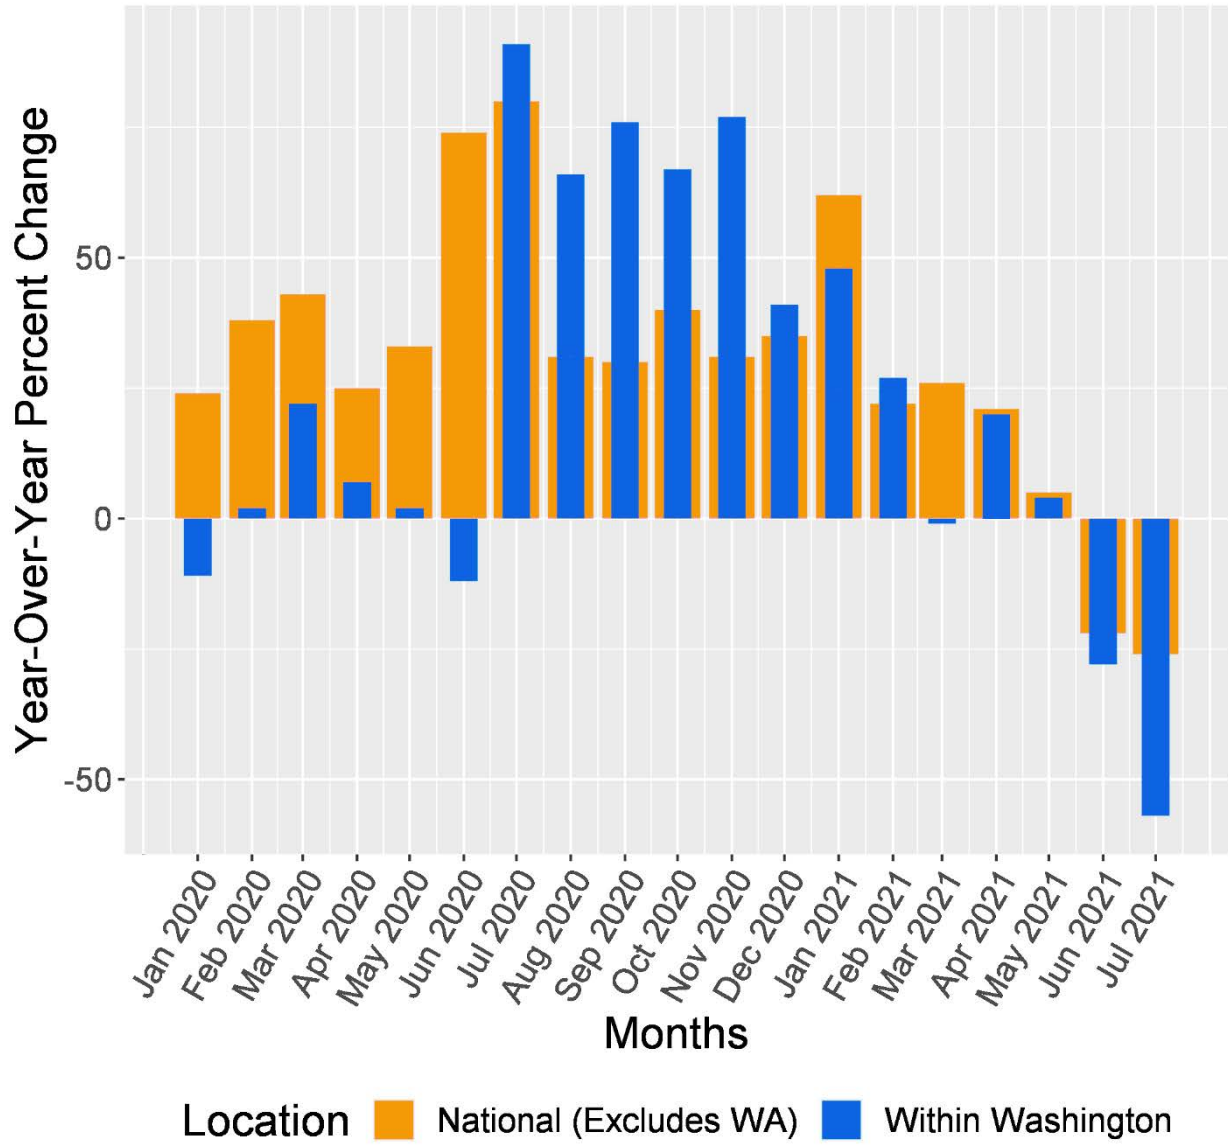 Year-Over-Year Percent Change
50
0
-50
Jan 2020
Feb 2020
Mar 2020
Apr 2020
May 2020
Jun 2020
Jul 2020
Aug 2020
Sep 2020
Oct 2020
Nov 2020
Dec 2020
Jan 2021
Feb 2021
Mar 2021
Apr 2021
May 2021
Jun 2021
Jul 2021
Months
Location National (Excludes WA) Within Washington